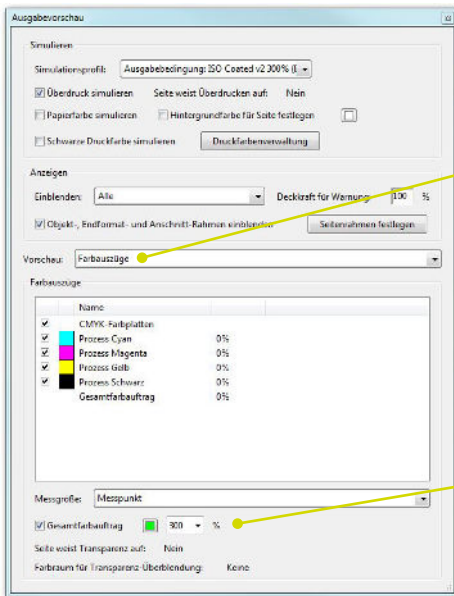 Ausgabevorschau
Simulieren
Simulationsprofil: Ausgabebedingung: ISO Coated v2 300% (E
Überdruck simulieren Seite weist Überdrucken auf: Nein
Papierfarbe simulieren Hintergrundfarbe für Seite festlegen
Schwarze Druckfarbe simulieren Druckfarbenverwaltung
Anzeigen
Einblenden: Alle Deckkraft für Warnung: 100 %
Objekt-, Endformat- und Anschnitt-Rahmen einblenden Seitenrahmen festlegen
Vorschau: Farbauszüge
Farbauszüge
Name
CMYK-Farbplatten
Prozess Cyan 0%
Prozess Magenta 0%
Prozess Gelb 0%
Prozess Schwarz 0%
Gesamtfarbauftrag 0%
Messgröße: Messpunkt
Gesamtfarbauftrag 300 %
Seite weist Transparenz auf: Nein
Farbraum für Transparenz-Überblendung: Keine